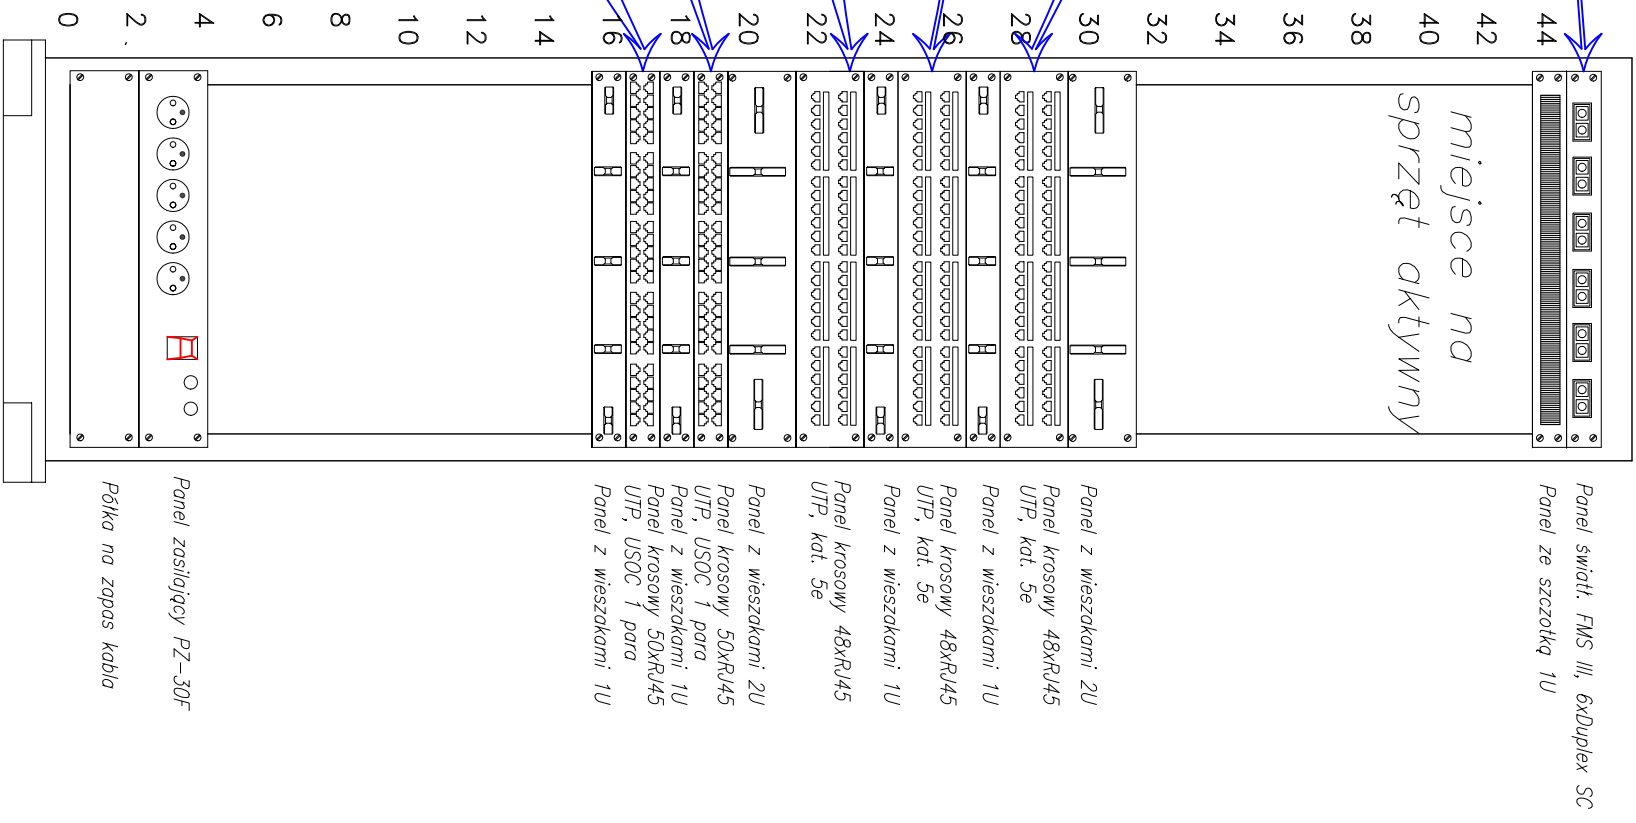 44
42
40
38
36
34
32
30
28
26
24
22
20
18
16
14
12
10
8
6
4
2
0
miejsce na
sprzęt aktywny
Panel światł. FMS III, 6xDuplex SC
Panel ze szczotką 1U
Panel z wieszakami 2U
Panel krosowy 48xRJ45
UTP, kat. 5e
Panel z wieszakami 1U
Panel krosowy 48xRJ45
UTP, kat. 5e
Panel z wieszakami 1U
Panel krosowy 48xRJ45
UTP, kat. 5e
Panel z wieszakami 2U
Panel krosowy 50xRJ45
UTP, USOC 1 para
Panel z wieszakami 1U
Panel krosowy 50xRJ45
UTP, USOC 1 para
Panel z wieszakami 1U
Panel zasilający PZ-30F
Półka na zapas kabla